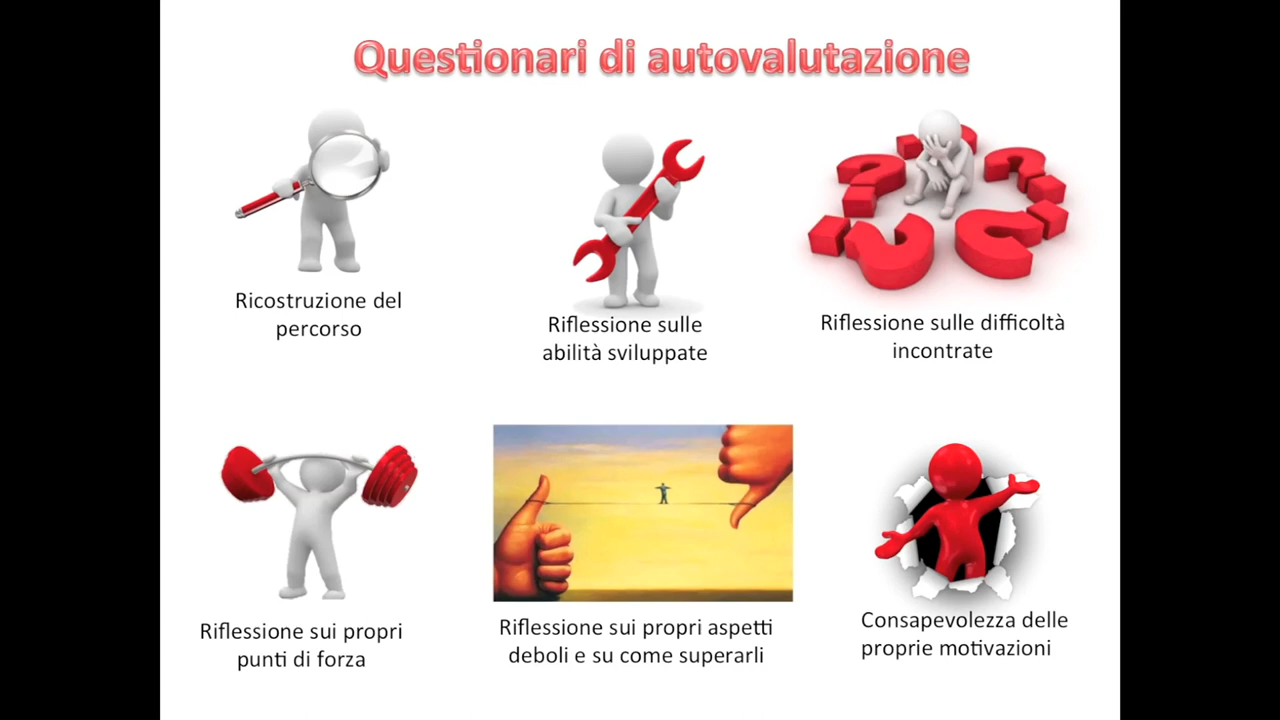 Questionari di autovalutazione
Ricostruzione del
percorso
Riflessione sulle
abilità sviluppate
Riflessione sulle difficoltà
incontrate
Riflessione sui propri
punti di forza
Riflessione sui propri aspetti
deboli e su come superarli
Consapevolezza delle
proprie motivazioni